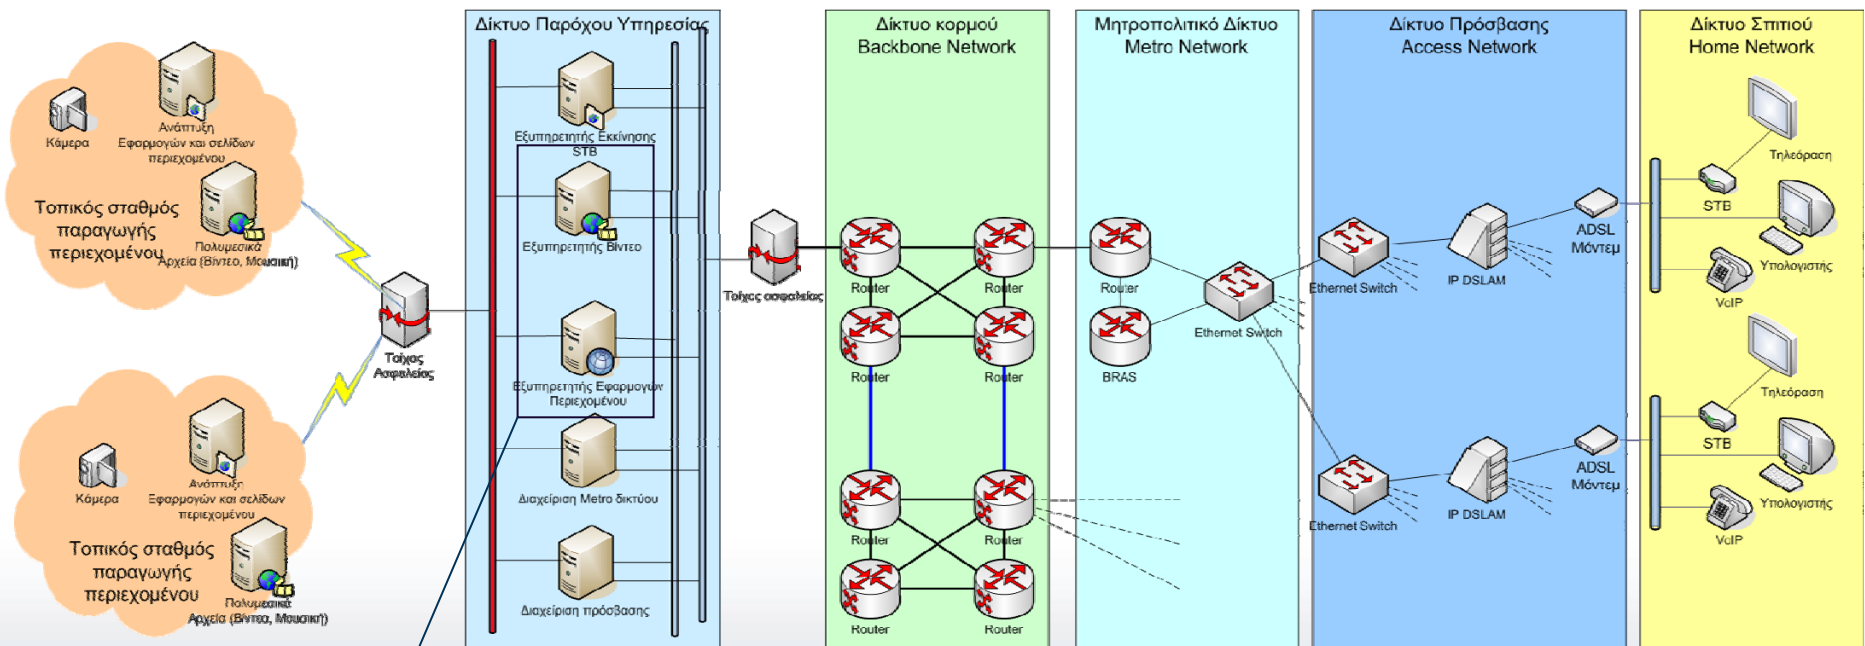 Κάμερα
Ανάπτυξη
Εφαρμογών και σελίδων
περιεχομένου
Τοπικός σταθμός
παραγωγής
περιεχομένου
Πολυμεσικά
Αρχεία (Βίντεο, Μουσική)
Κάμερα
Ανάπτυξη
Εφαρμογών και σελίδων
περιεχομένου
Τοπικός σταθμός
παραγωγής
περιεχομένου
Πολυμεσικά
Αρχεία (Βίντεο, Μουσική)
Τοίχος
Ασφαλείας
Δίκτυο Παρόχου Υπηρεσίας
Εξυπηρετητής Εκκίνησης
STB
Εξυπηρετητής Βίντεο
Εξυπηρετητής Εφαρμογών
Περιεχομένου
Διαχείριση Metro δικτύου
Διαχείριση πρόσβασης
Τοίχος ασφαλείας
Δίκτυο κορμού
Backbone Network
Router
Router
Router
Router
Router
Router
Router
Router
Μητροπολιτικό Δίκτυο
Metro Network
Router
BRAS
Ethernet Switch
Δίκτυο Πρόσβασης
Access Network
Ethernet Switch
IP DSLAM
ADSL
Μόντεμ
Ethernet Switch
IP DSLAM
ADSL
Μόντεμ
Δίκτυο Σπιτιού
Home Network
Τηλεόραση
STB
Υπολογιστής
VoIP
Τηλεόραση
STB
Υπολογιστής
VoIP